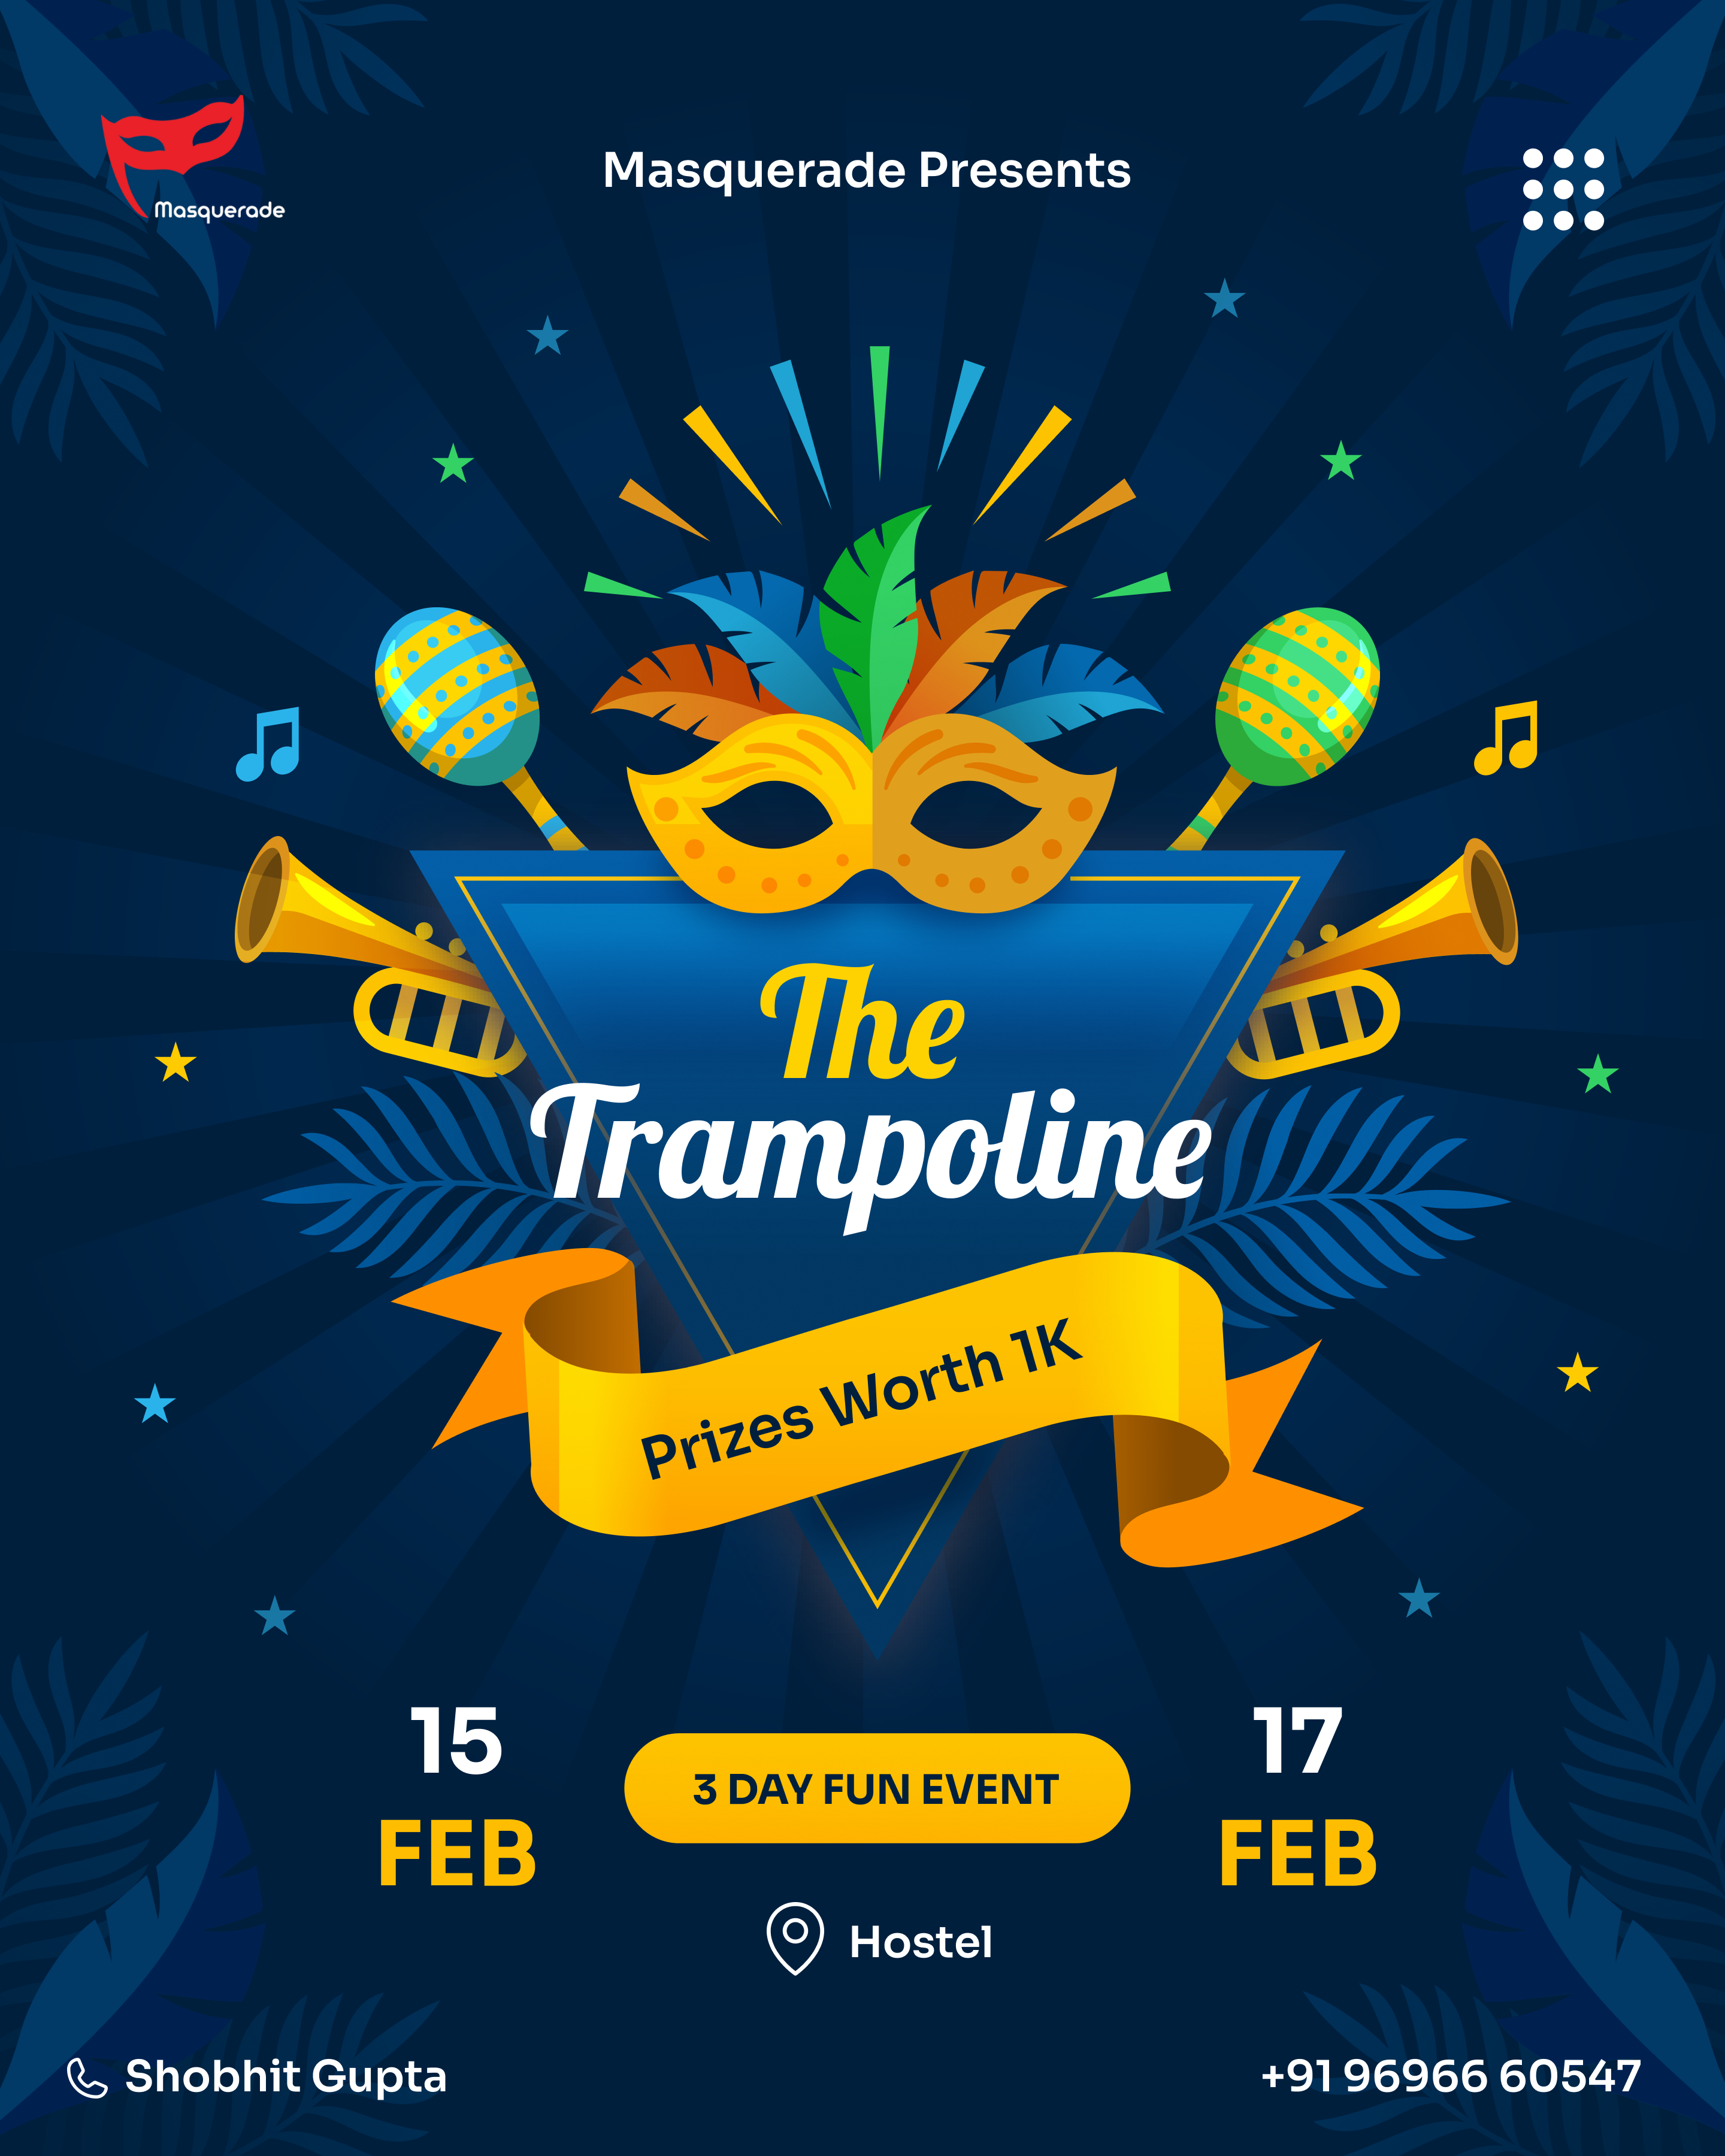 Masquerade
Masquerade Presents
The
Trampoline
Prizes Worth 1K
15
FEB
3 DAY FUN EVENT
17
FEB
Hostel
Shobhit Gupta
+91 96966 60547